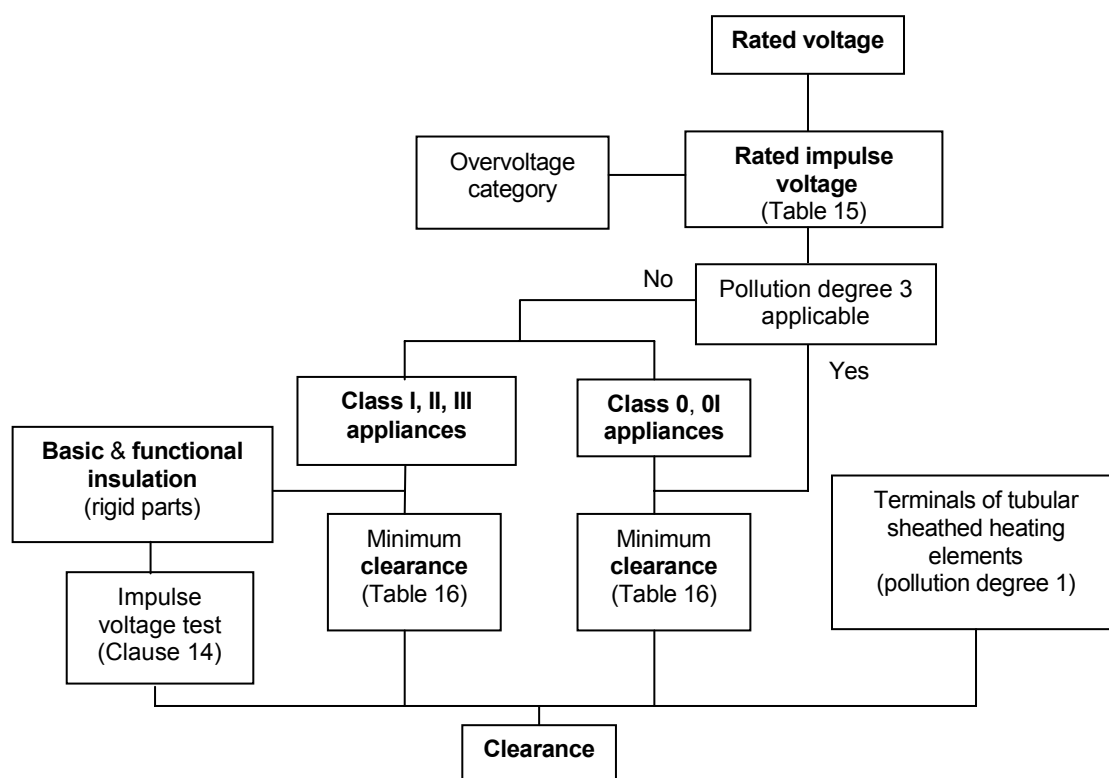 Rated voltage
Overvoltage
category
Rated impulse
voltage
(Table 15)
No
Pollution degree 3
applicable
Yes
Class I, II, III
appliances
Class 0, 0I
appliances
Basic & functional
insulation
(rigid parts)
Terminals of tubular
sheathed heating
elements
(pollution degree 1)
Minimum
clearance
(Table 16)
Minimum
clearance
(Table 16)
Impulse
voltage test
(Clause 14)
Clearance